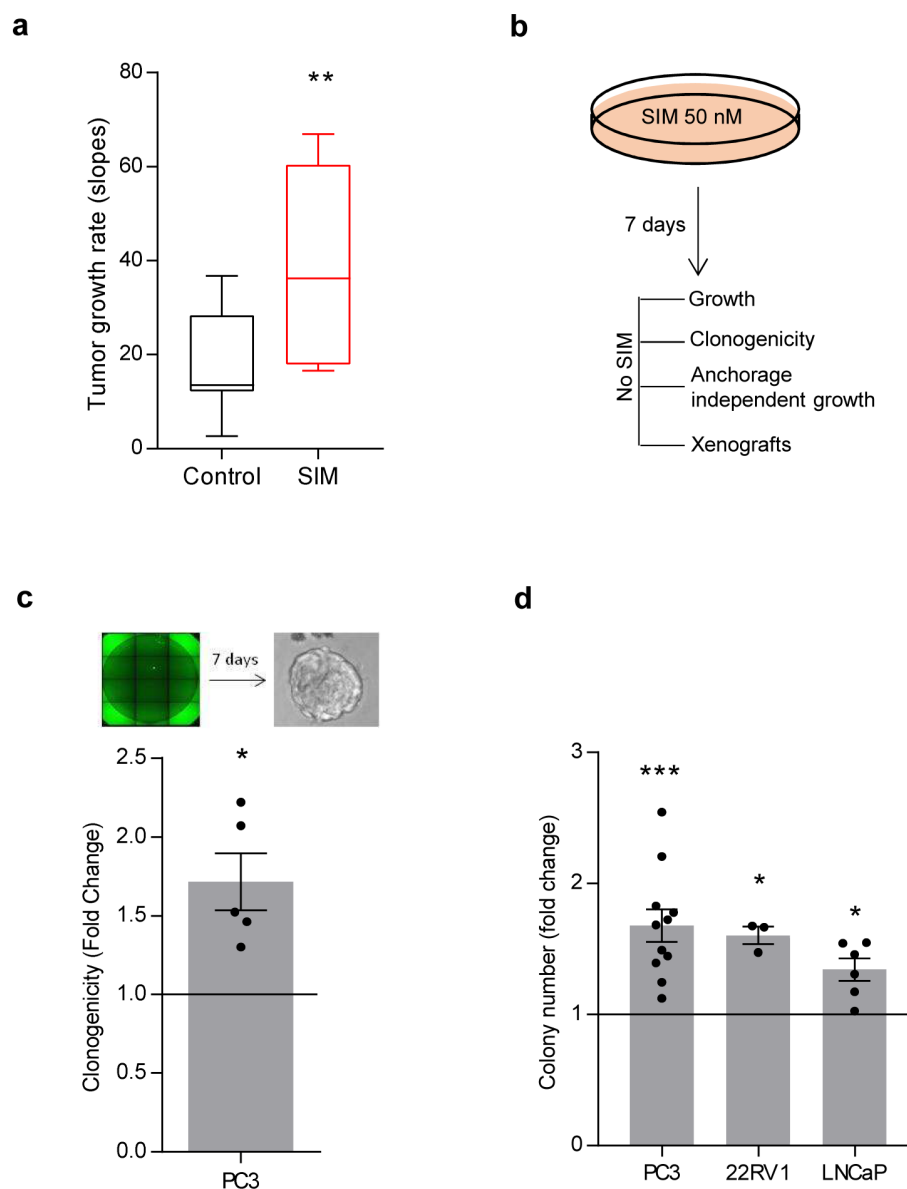 a
**
80
60
40
20
0
Tumor growth rate (slopes)
Control
SIM
b
SIM 50 nM
7 days
No SIM
Growth
Clonogenicity
Anchorage
independent growth
Xenografts
c
7 days
*
2.5
2.0
1.5
1.0
0.5
0.0
Clonogenicity (Fold Change)
PC3
d
3
2
1
0
Colony number (fold change)
***
*
*
PC3
22RV1
LNCaP